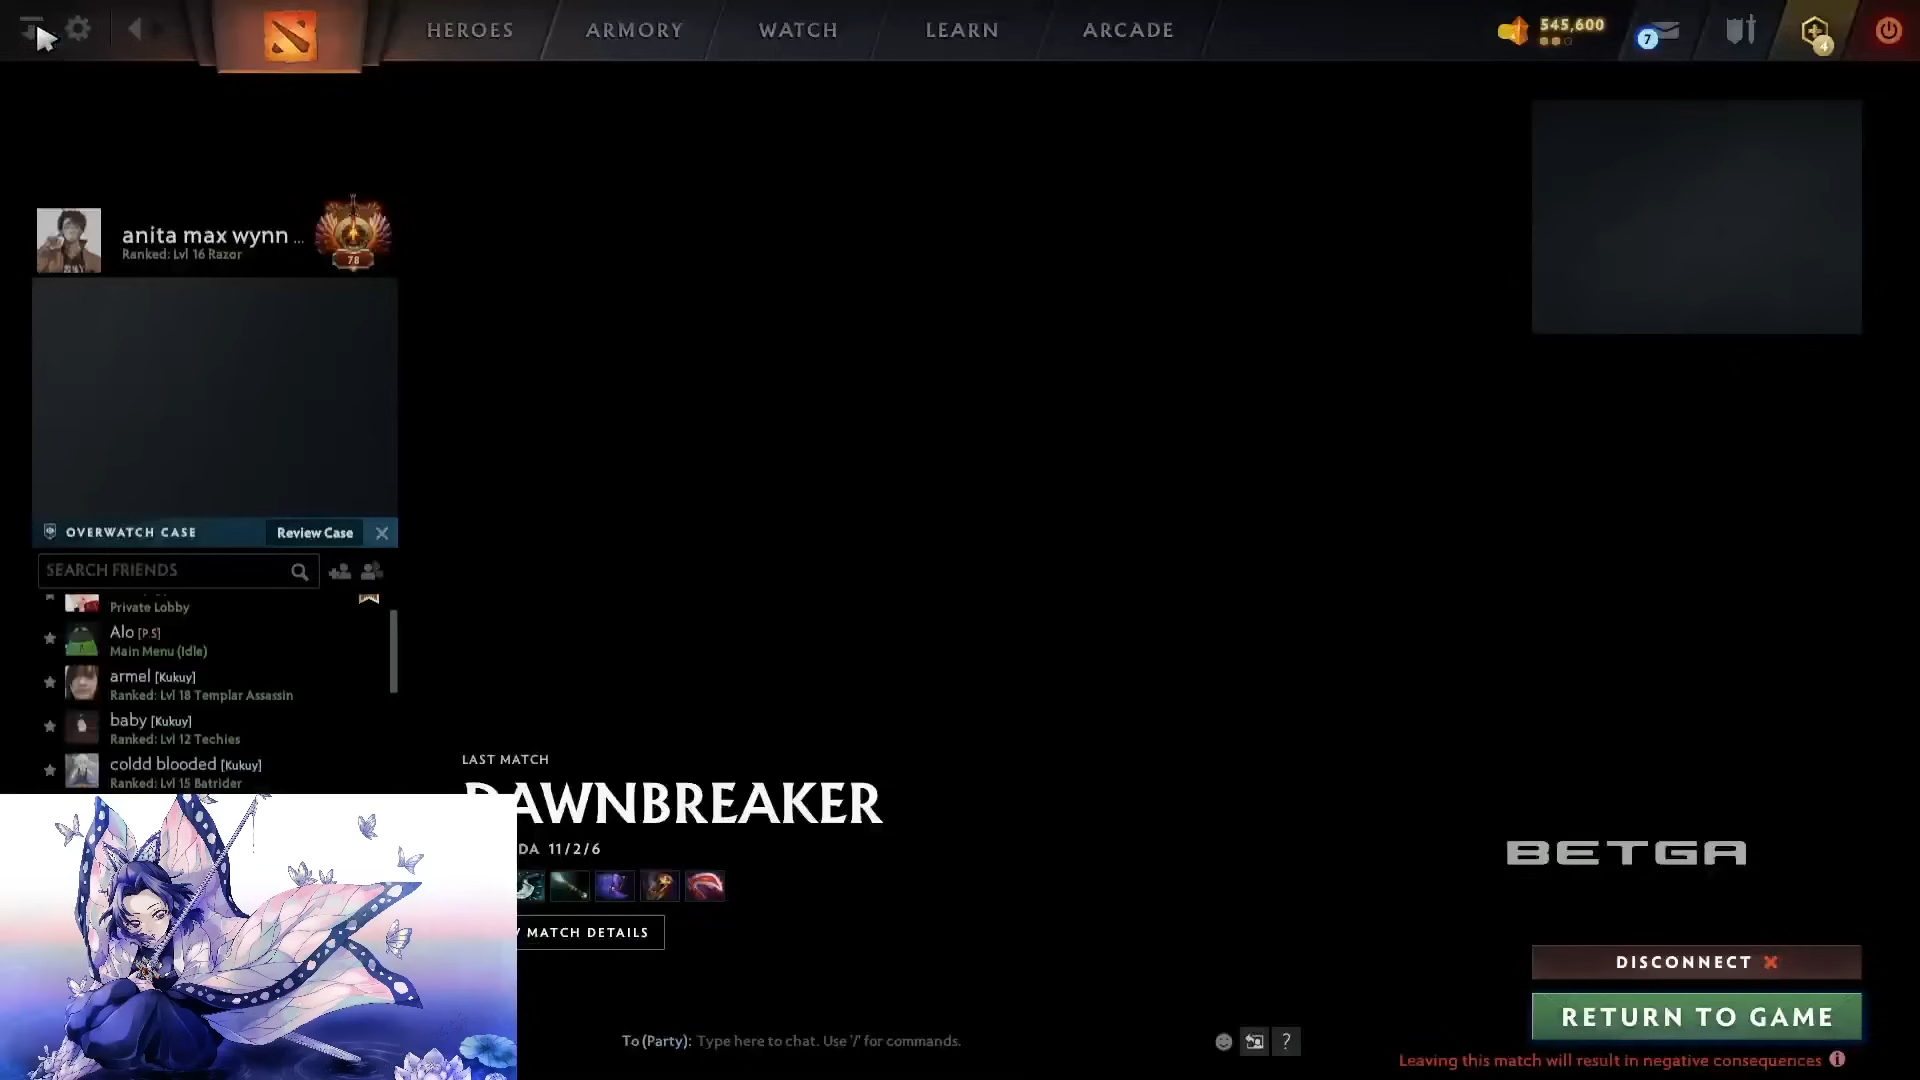 HEROES
ARMORY
WATCH
LEARN
ARCADE
545,600
7
4
anita max wynn ...
Ranked: Lvl 16 Razor
78
OVERWATCH CASE
Review Case
SEARCH FRIENDS
Private Lobby
Alo [P.S]
Main Menu (Idle)
armel [Kukuy]
Ranked: Lvl 18 Templar Assassin
baby [Kukuy]
Ranked: Lvl 12 Techies
coldd blooded [Kukuy]
Ranked: Lvl 15 Batrider
LAST MATCH
DAWNBREAKER
DA 11/2/6
MATCH DETAILS
BETGA
DISCONNECT
RETURN TO GAME
To (Party): Type here to chat. Use '/' for commands.
?
Leaving this match will result in negative consequences